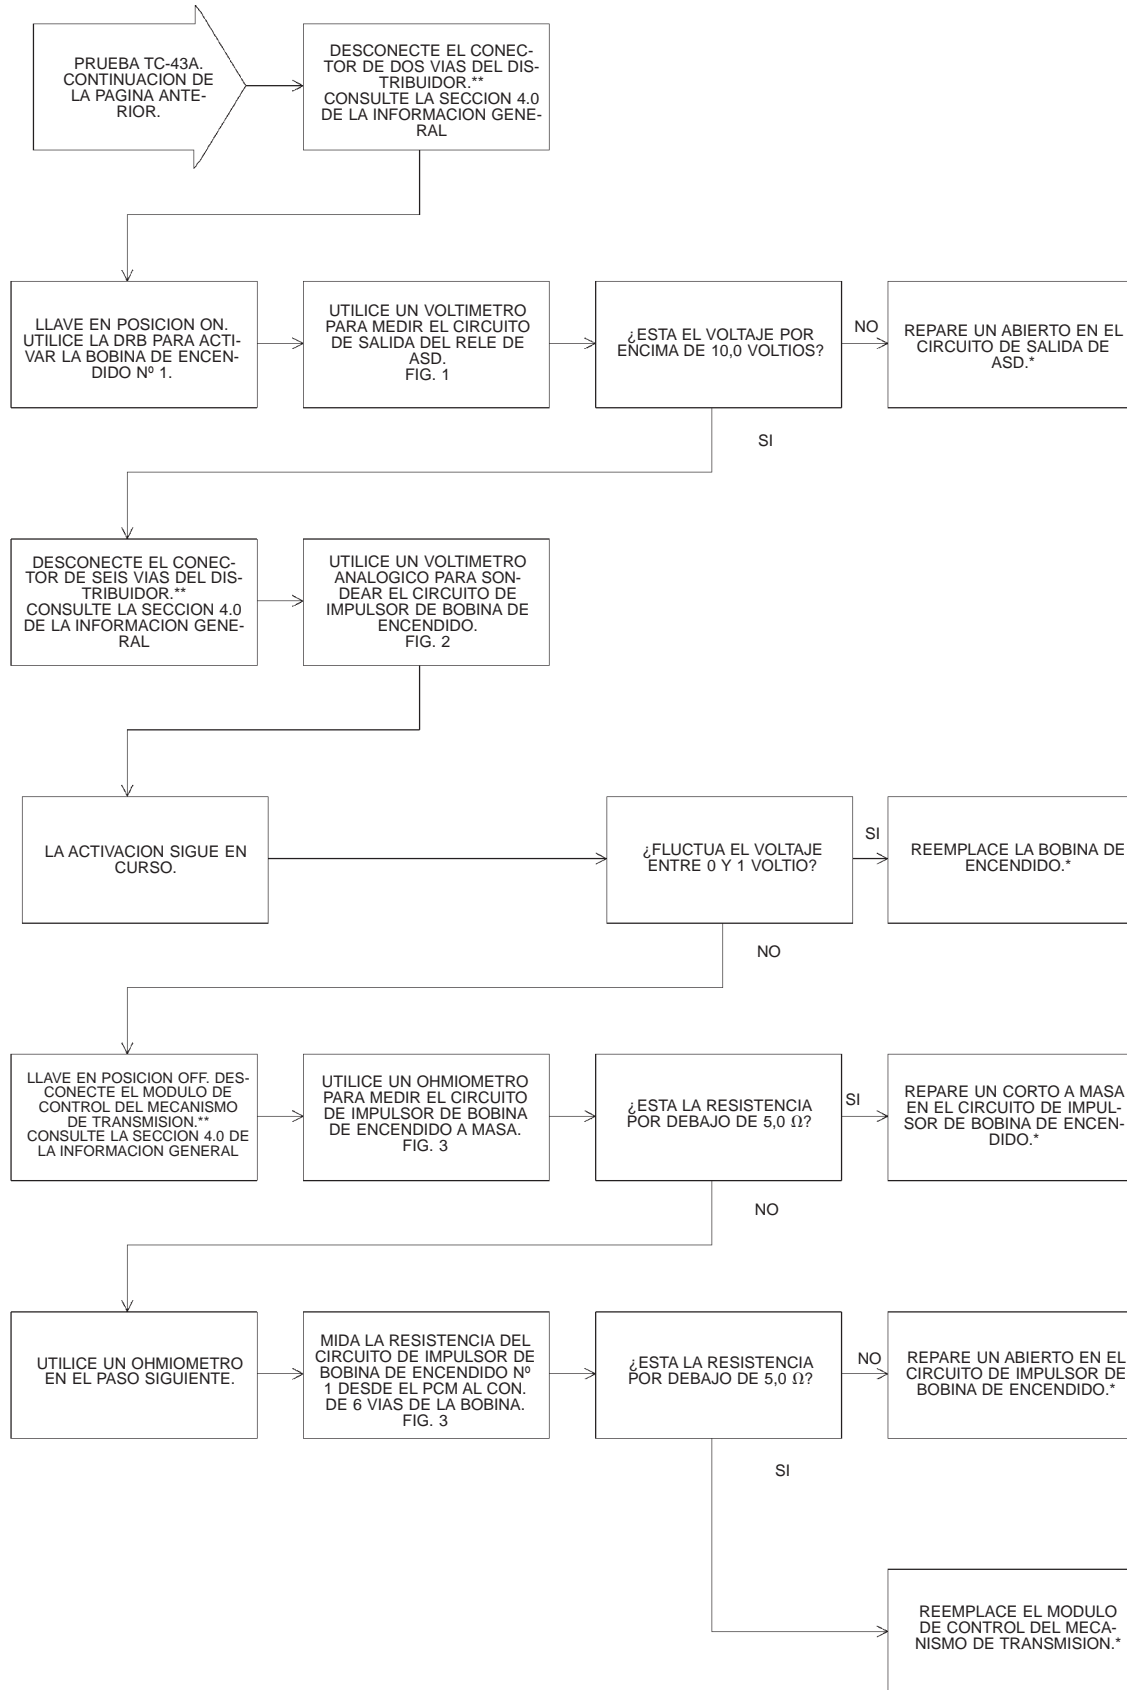 PRUEBA TC-43A.
CONTINUACION DE
LA PAGINA ANTE-
RIOR.
DESCONECTE EL CONEC-
TOR DE DOS VIAS DEL DIS-
TRIBUIDOR.**
CONSULTE LA SECCION 4.0
DE LA INFORMACION GENE-
RAL
LLAVE EN POSICION ON.
UTILICE LA DRB PARA ACTI-
VAR LA BOBINA DE ENCEN-
DIDO Nº 1.
UTILICE UN VOLTIMETRO
PARA MEDIR EL CIRCUITO
DE SALIDA DEL RELE DE
ASD.
FIG. 1
¿ESTA EL VOLTAJE POR
ENCIMA DE 10,0 VOLTIOS?
NO
REPARE UN ABIERTO EN EL
CIRCUITO DE SALIDA DE
ASD.*
SI
DESCONECTE EL CONEC-
TOR DE SEIS VIAS DEL DIS-
TRIBUIDOR.**
CONSULTE LA SECCION 4.0
DE LA INFORMACION GENE-
RAL
UTILICE UN VOLTIMETRO
ANALOGICO PARA SON-
DEAR EL CIRCUITO DE
IMPULSOR DE BOBINA DE
ENCENDIDO.
FIG. 2
LA ACTIVACION SIGUE EN
CURSO.
¿FLUCTUA EL VOLTAJE
ENTRE 0 Y 1 VOLTIO?
SI
REEMPLACE LA BOBINA DE
ENCENDIDO.*
NO
LLAVE EN POSICION OFF. DES-
CONECTE EL MODULO DE
CONTROL DEL MECANISMO
DE TRANSMISION.**
CONSULTE LA SECCION 4.0 DE
LA INFORMACION GENERAL
UTILICE UN OHMIOMETRO
PARA MEDIR EL CIRCUITO
DE IMPULSOR DE BOBINA
DE ENCENDIDO A MASA.
FIG. 3
¿ESTA LA RESISTENCIA
POR DEBAJO DE 5,0 Ω?
SI
REPARE UN CORTO A MASA
EN EL CIRCUITO DE IMPUL-
SOR DE BOBINA DE ENCEN-
DIDO.*
NO
UTILICE UN OHMIOMETRO
EN EL PASO SIGUIENTE.
MIDA LA RESISTENCIA DEL
CIRCUITO DE IMPULSOR DE
BOBINA DE ENCENDIDO Nº
1 DESDE EL PCM AL CON.
DE 6 VIAS DE LA BOBINA.
FIG. 3
¿ESTA LA RESISTENCIA
POR DEBAJO DE 5,0 Ω?
NO
REPARE UN ABIERTO EN EL
CIRCUITO DE IMPULSOR DE
BOBINA DE ENCENDIDO.*
SI
REEMPLACE EL MODULO
DE CONTROL DEL MECA-
NISMO DE TRANSMISION.*